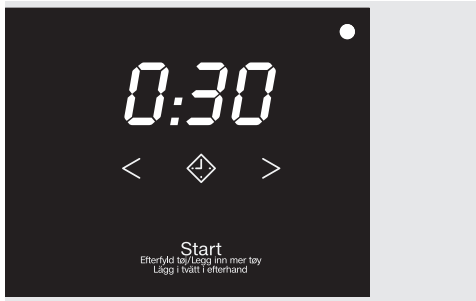 0:30
< >
Start
Efterfyld tøj/Legg inn mer tøy
Lägg i tvätt i efterhand